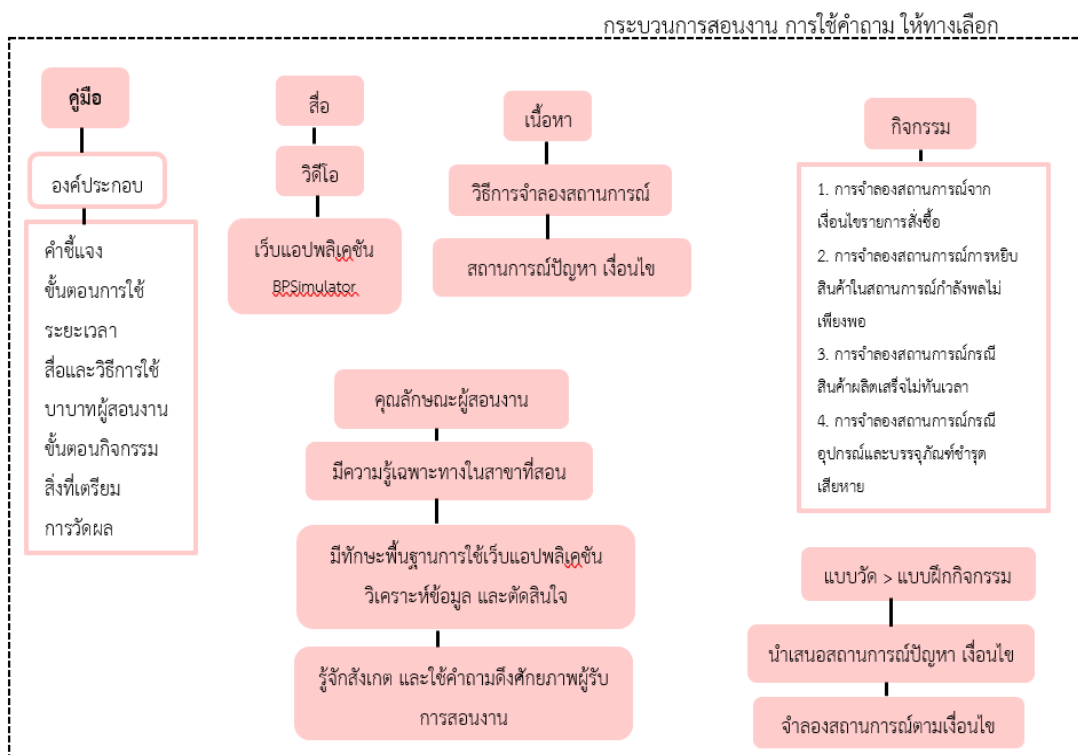 กระบวนการสอนงาน การใช้คำถาม ให้ทางเลือก
คู่มือ
องค์ประกอบ
คำชี้แจง
ขั้นตอนการใช้
ระยะเวลา
สื่อและวิธีการใช้
บาบาทผู้สอนงาน
ขั้นตอนกิจกรรม
สิ่งที่เตรียม
การวัดผล
สื่อ
วิดีโอ
เว็บแอปพลิเคชัน
BPSimulator
เนื้อหา
วิธีการจำลองสถานการณ์
สถานการณ์ปัญหา เงื่อนไข
กิจกรรม
1. การจำลองสถานการณ์จาก
เงื่อนไขรายการสั่งซื้อ
2. การจำลองสถานการณ์การหยิบ
สินค้าในสถานการณ์กำลังพลไม่
เพียงพอ
3. การจำลองสถานการณ์กรณี
สินค้าผลิตเสร็จไม่ทันเวลา
4. การจำลองสถานการณ์กรณี
อุปกรณ์และบรรจุภัณฑ์ชำรุด
เสียหาย
คุณลักษณะผู้สอนงาน
มีความรู้เฉพาะทางในสาขาที่สอน
มีทักษะพื้นฐานการใช้เว็บแอปพลิเคชัน
วิเคราะห์ข้อมูล และตัดสินใจ
รู้จักสังเกต และใช้คำถามดึงศักยภาพผู้รับ
การสอนงาน
แบบวัด > แบบฝึกกิจกรรม
นำเสนอสถานการณ์ปัญหา เงื่อนไข
จำลองสถานการณ์ตามเงื่อนไข